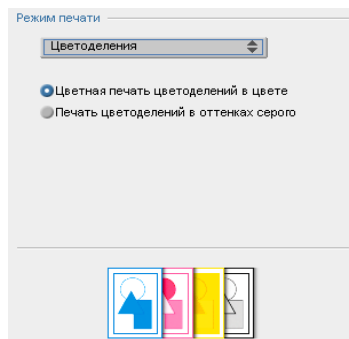 Режим печати
Цветоделения
Цветная печать цветоделений в цвете
Печать цветоделений в оттенках серого